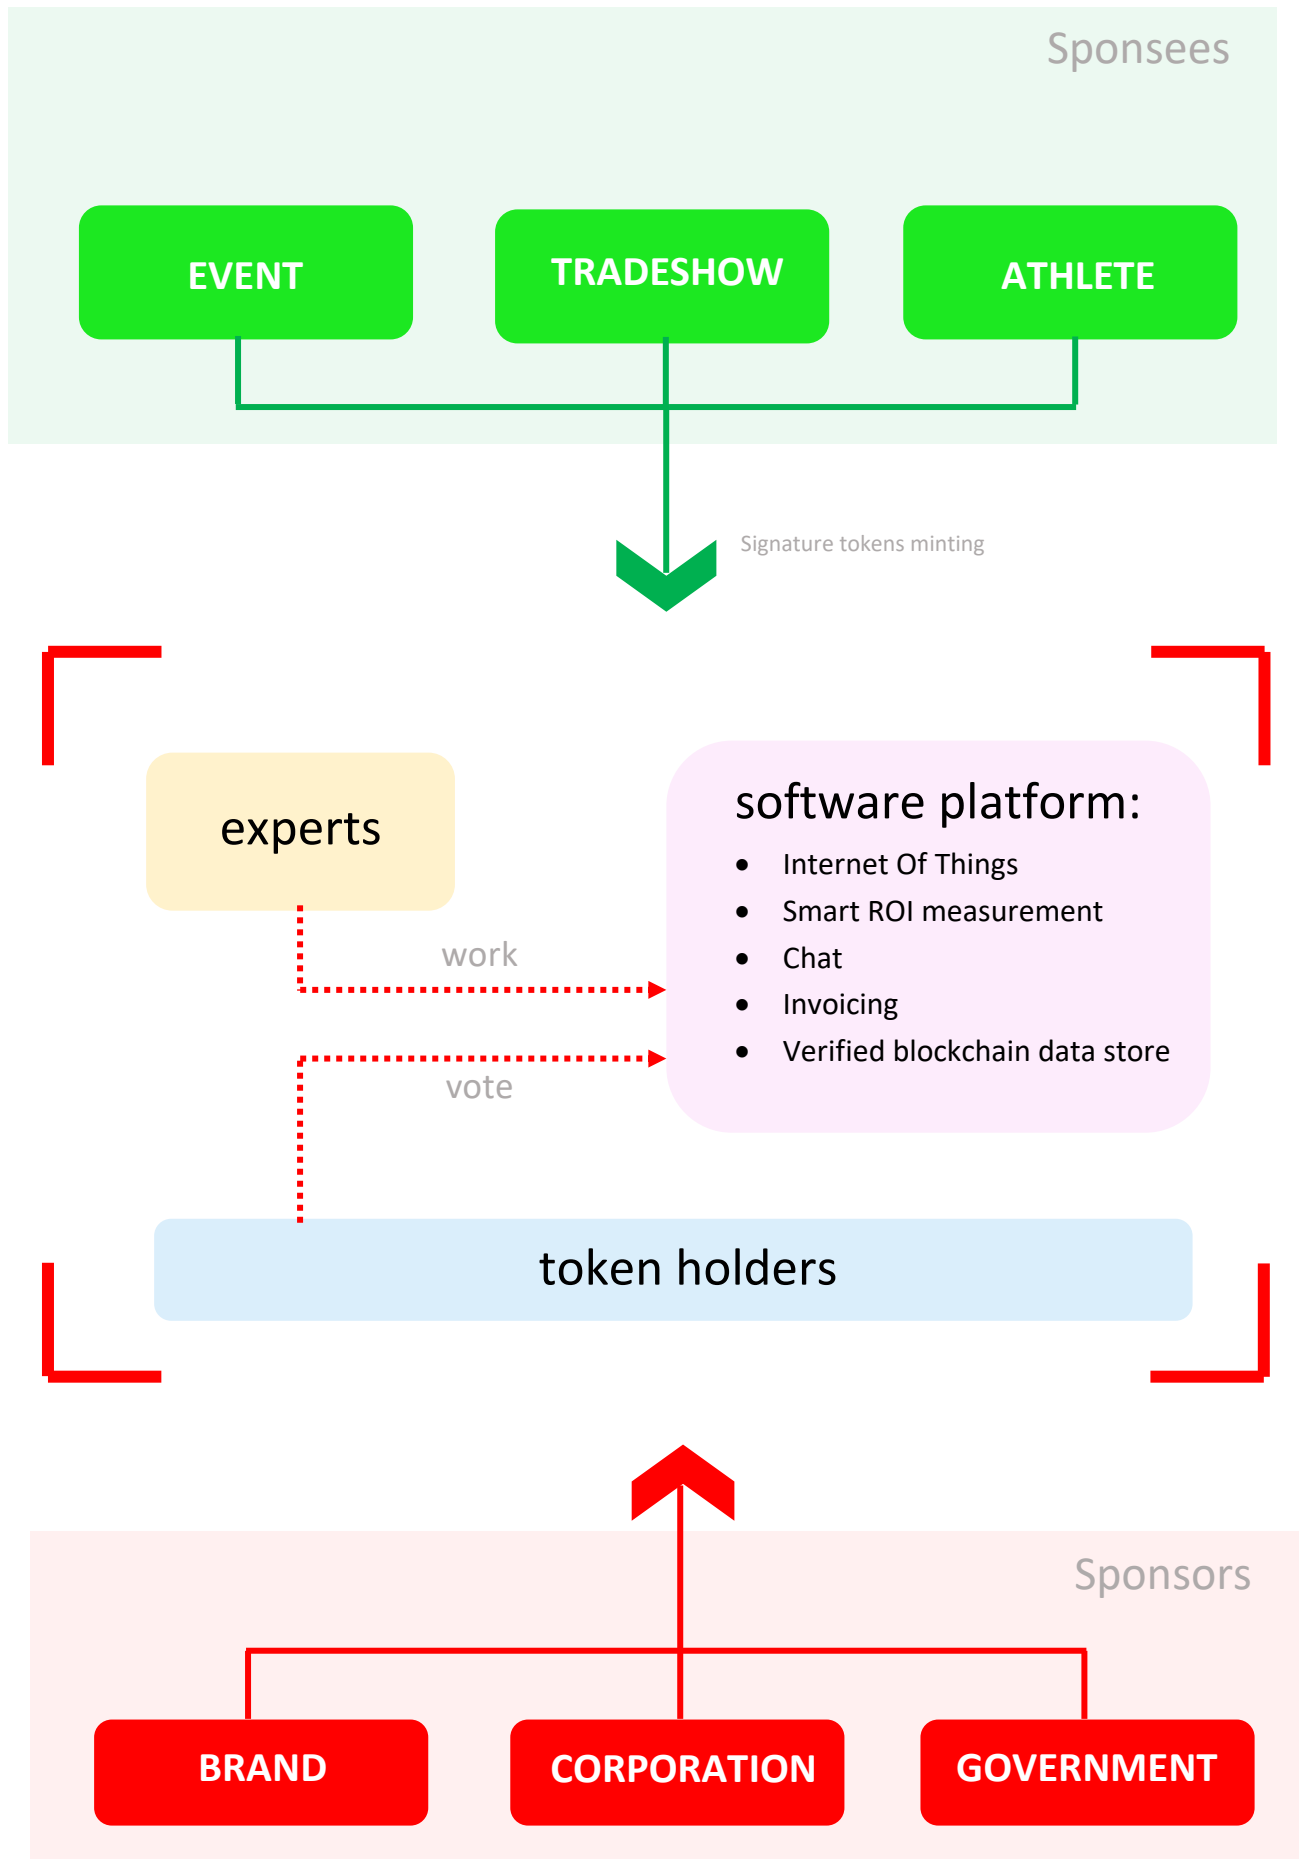 Sponsees
EVENT
TRADESHOW
ATHLETE
Signature tokens minting
experts
software platform:
• Internet Of Things
• Smart ROI measurement
• Chat
• Invoicing
• Verified blockchain data store
work
vote
token holders
Sponsors
BRAND
CORPORATION
GOVERNMENT